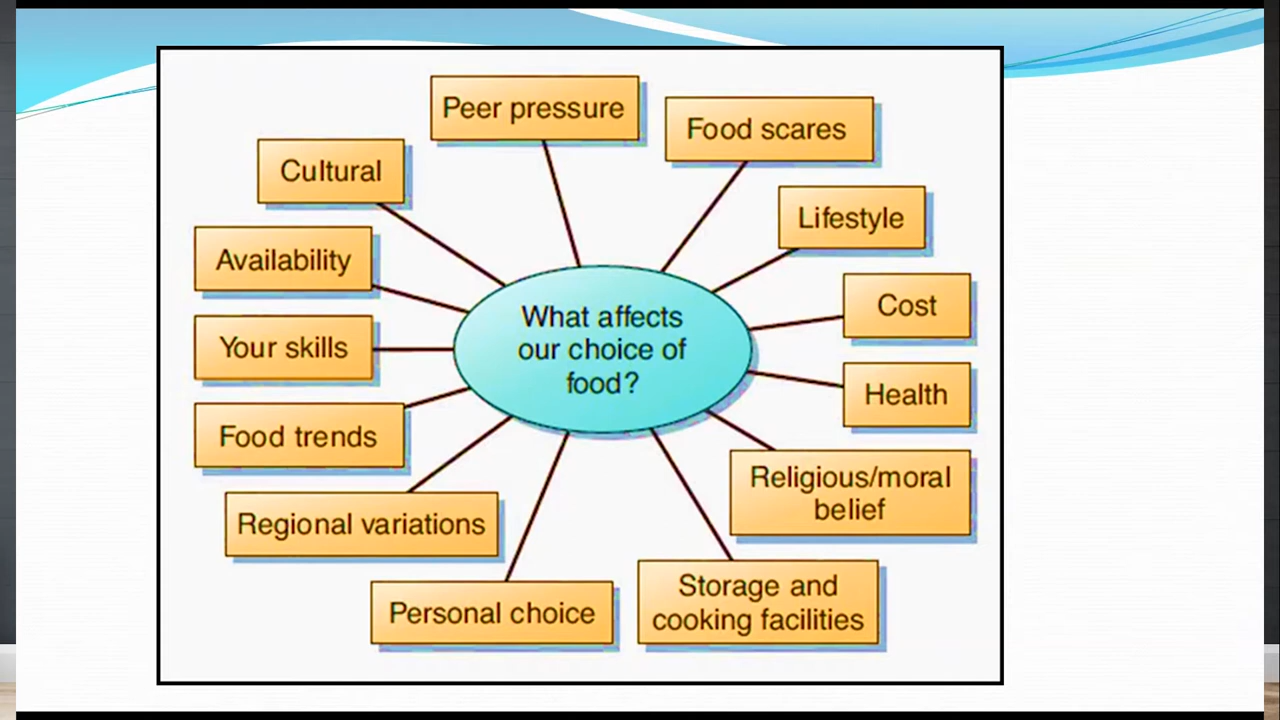 Peer pressure
Food scares
Cultural
Lifestyle
Availability
Cost
What affects
our choice of
food?
Your skills
Health
Food trends
Religious/moral
belief
Regional variations
Storage and
cooking facilities
Personal choice